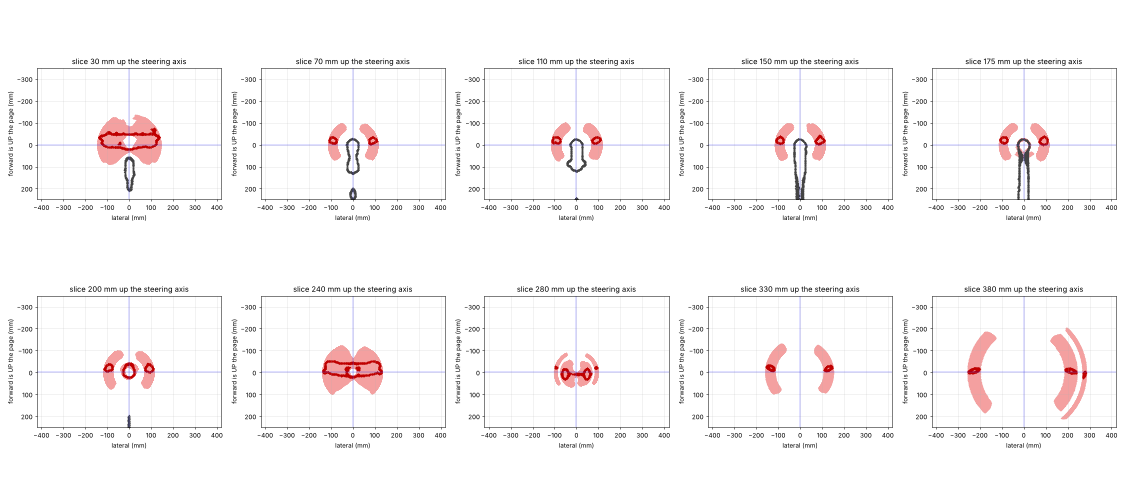 slice 30 mm up the steering axis
forward is UP the page (mm)
−300
−200
−100
0
100
200
−400 −300 −200 −100 0 100 200 300 400
lateral (mm)
slice 70 mm up the steering axis
forward is UP the page (mm)
−300
−200
−100
0
100
200
−400 −300 −200 −100 0 100 200 300 400
lateral (mm)
slice 110 mm up the steering axis
forward is UP the page (mm)
−300
−200
−100
0
100
200
−400 −300 −200 −100 0 100 200 300 400
lateral (mm)
slice 150 mm up the steering axis
forward is UP the page (mm)
−300
−200
−100
0
100
200
−400 −300 −200 −100 0 100 200 300 400
lateral (mm)
slice 175 mm up the steering axis
forward is UP the page (mm)
−300
−200
−100
0
100
200
−400 −300 −200 −100 0 100 200 300 400
lateral (mm)
slice 200 mm up the steering axis
forward is UP the page (mm)
−300
−200
−100
0
100
200
−400 −300 −200 −100 0 100 200 300 400
lateral (mm)
slice 240 mm up the steering axis
forward is UP the page (mm)
−300
−200
−100
0
100
200
−400 −300 −200 −100 0 100 200 300 400
lateral (mm)
slice 280 mm up the steering axis
forward is UP the page (mm)
−300
−200
−100
0
100
200
−400 −300 −200 −100 0 100 200 300 400
lateral (mm)
slice 330 mm up the steering axis
forward is UP the page (mm)
−300
−200
−100
0
100
200
−400 −300 −200 −100 0 100 200 300 400
lateral (mm)
slice 380 mm up the steering axis
forward is UP the page (mm)
−300
−200
−100
0
100
200
−400 −300 −200 −100 0 100 200 300 400
lateral (mm)